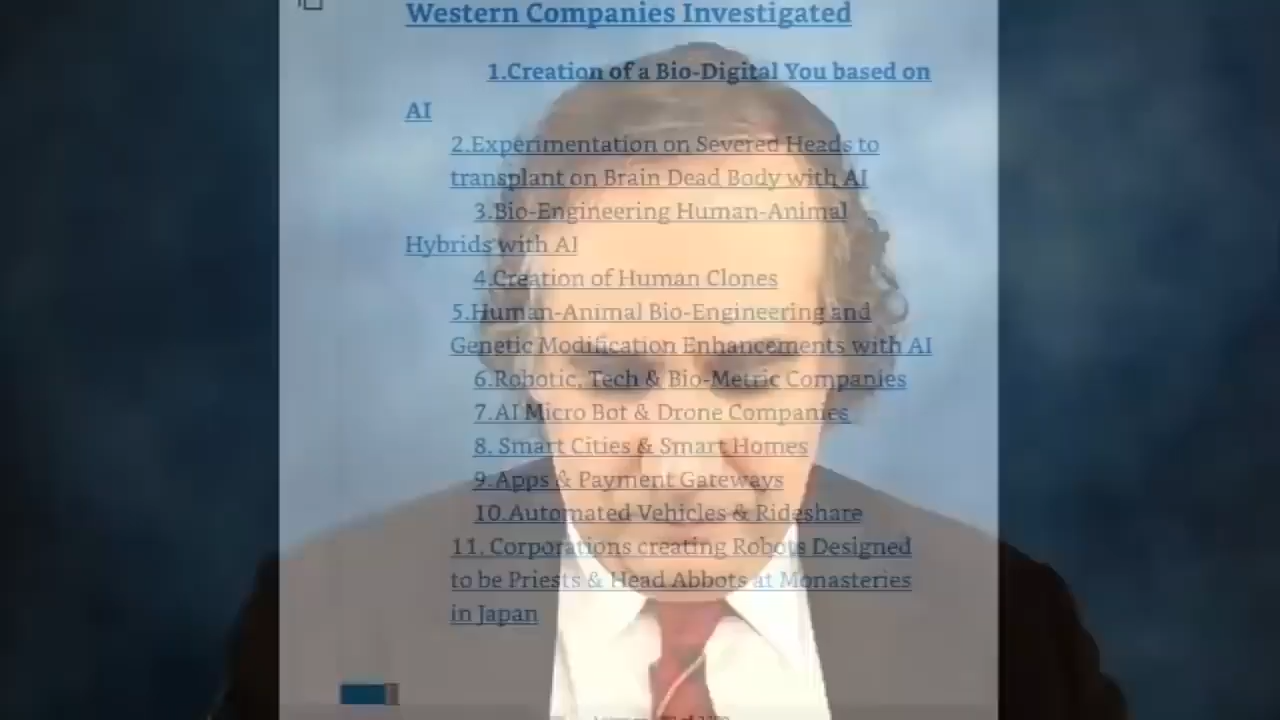 Western Companies Investigated
1.Creation of a Bio-Digital You based on
AI
2.Experimentation on Severed Heads to
transplant on Brain Dead Body with AI
3.Bio-Engineering Human-Animal
Hybrids with AI
4.Creation of Human Clones
5.Human-Animal Bio-Engineering and
Genetic Modification Enhancements with AI
6.Robotic, Tech & Bio-Metric Companies
7.AI Micro Bot & Drone Companies
8. Smart Cities & Smart Homes
9.Apps & Payment Gateways
10.Automated Vehicles & Rideshare
11. Corporations creating Robots Designed
to be Priests & Head Abbots at Monasteries
in Japan